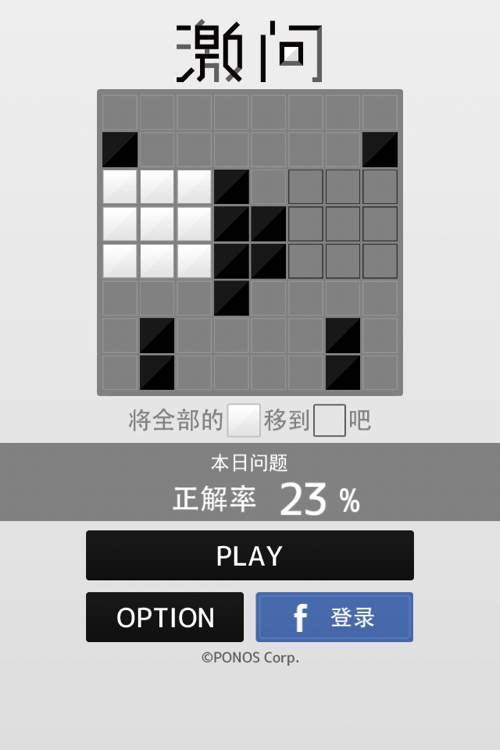 激问
将全部的 移到 吧
本日问题
正解率 23 %
PLAY
OPTION
f 登录
©PONOS Corp.